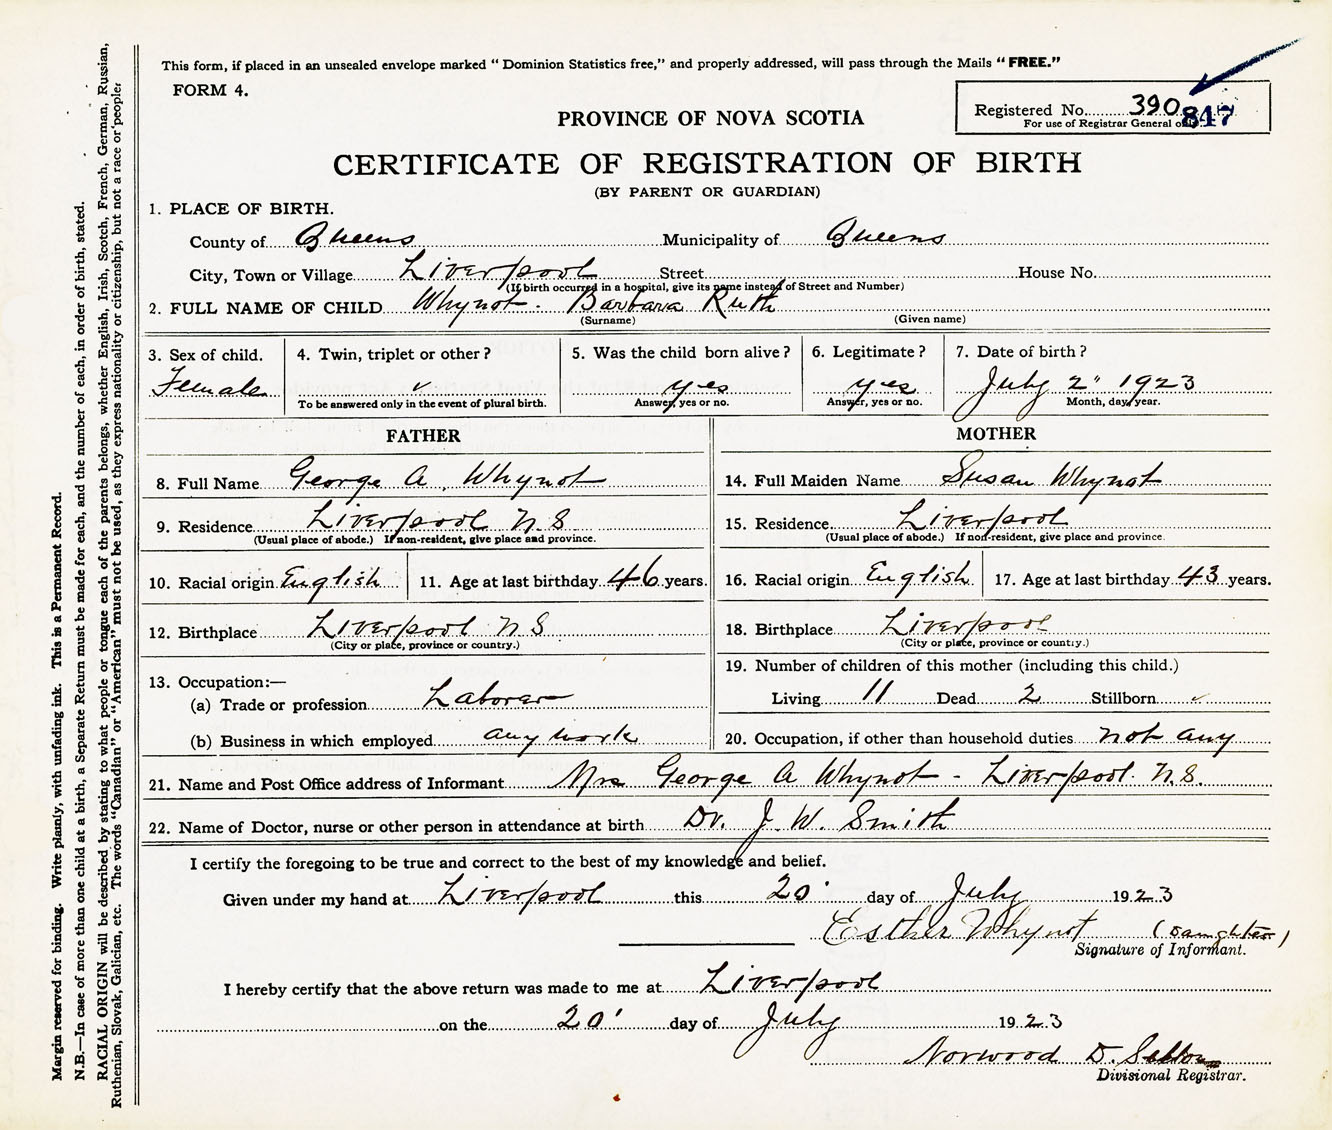 This form, if placed in an unsealed envelope marked “ Dominion Statistics free,” and properly addressed, will pass through the Mails “ FREE.”
FORM 4.
Registered No. 390
847
For use of Registrar General
PROVINCE OF NOVA SCOTIA
CERTIFICATE OF REGISTRATION OF BIRTH
(BY PARENT OR GUARDIAN)
1. PLACE OF BIRTH.
County of Queens Municipality of Queens
City, Town or Village Liverpool Street House No.
(If birth occurred in a hospital, give its name instead of Street and Number)
2. FULL NAME OF CHILD Whynot - Barbara Ruth
(Surname) (Given name)
3. Sex of child. 4. Twin, triplet or other ? 5. Was the child born alive ? 6. Legitimate ? 7. Date of birth ?
Female ✓ yes yes July 2" 1923
To be answered only in the event of plural birth. Answer, yes or no. Answer, yes or no. Month, day, year.
FATHER MOTHER
8. Full Name George A. Whynot 14. Full Maiden Name Susan Whynot
9. Residence Liverpool N.S 15. Residence Liverpool
(Usual place of abode.) If non-resident, give place and province. (Usual place of abode.) If non-resident, give place and province.
10. Racial origin English 11. Age at last birthday 46 years. 16. Racial origin English 17. Age at last birthday 43 years.
12. Birthplace Liverpool N S 18. Birthplace Liverpool
(City or place, province or country.) (City or place, province or country.)
13. Occupation:— 19. Number of children of this mother (including this child.)
(a) Trade or profession Laborer Living 11 Dead 2 Stillborn ✓
(b) Business in which employed any work 20. Occupation, if other than household duties not any
21. Name and Post Office address of Informant Mrs George A Whynot - Liverpool N.S.
22. Name of Doctor, nurse or other person in attendance at birth Dr. J. W. Smith
I certify the foregoing to be true and correct to the best of my knowledge and belief.
Given under my hand at Liverpool this 20' day of July 1923
Esther Whynot (Daughter)
Signature of Informant.
I hereby certify that the above return was made to me at Liverpool
on the 20' day of July 1923
Norwood D.
Divisional Registrar.
Margin reserved for binding. Write plainly, with unfading ink. This is a Permanent Record.
N.B.—In case of more than one child at a birth, a Separate Return must be made for each, and the number of each, in order of birth, stated.
RACIAL ORIGIN will be described by stating to what people or tongue each of the parents belongs, whether English, Irish, Scotch, French, German, Russian,
Ruthenian, Slovak, Galician, etc. The words “Canadian” or “American” must not be used, as they express nationality or citizenship, but not a race or people.